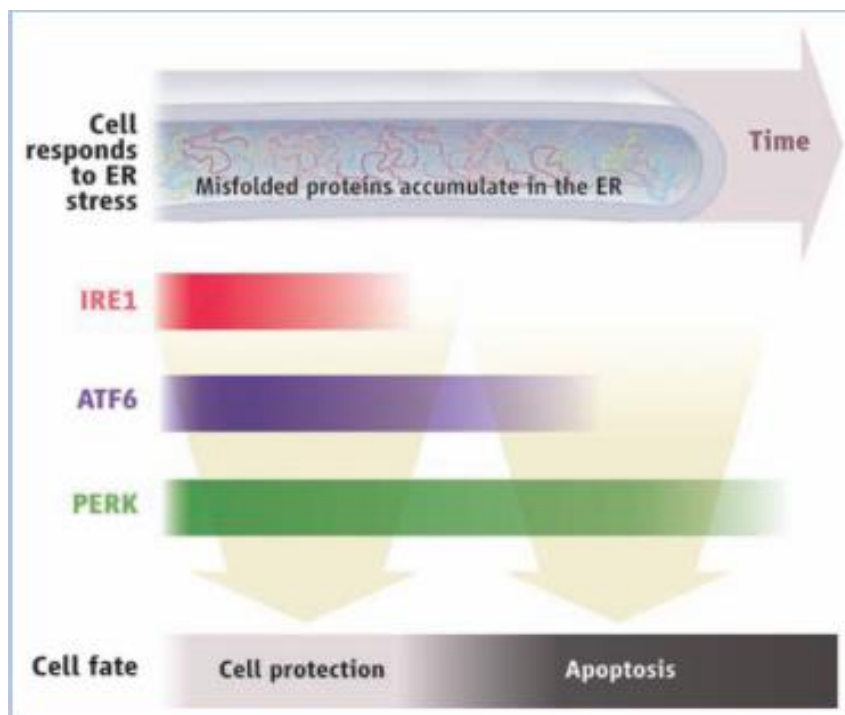 Cell
responds
to ER
stress
Time
Misfolded proteins accumulate in the ER
IRE1
ATF6
PERK
Cell fate
Cell protection
Apoptosis